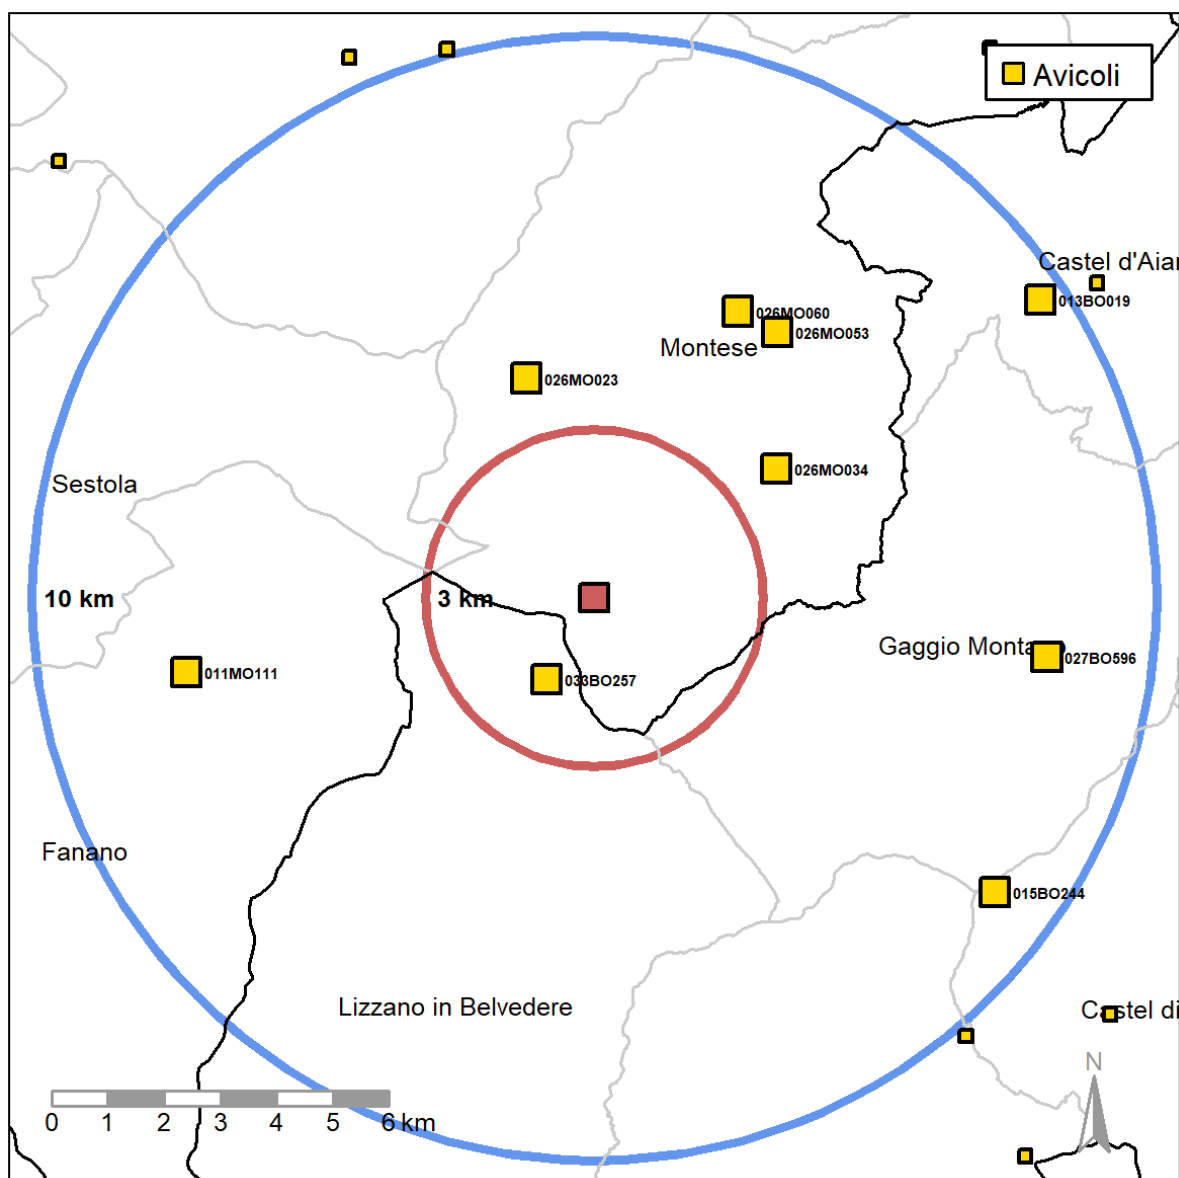 Avicoli
Castel d'Aiar
013BO019
026MO060
026MO053
Montese
026MO023
026MO034
Sestola
10 km
3 km
Gaggio Monta
027BO596
011MO111
033BO257
Fanano
015BO244
Lizzano in Belvedere
Castel di
N
0 1 2 3 4 5 6 km